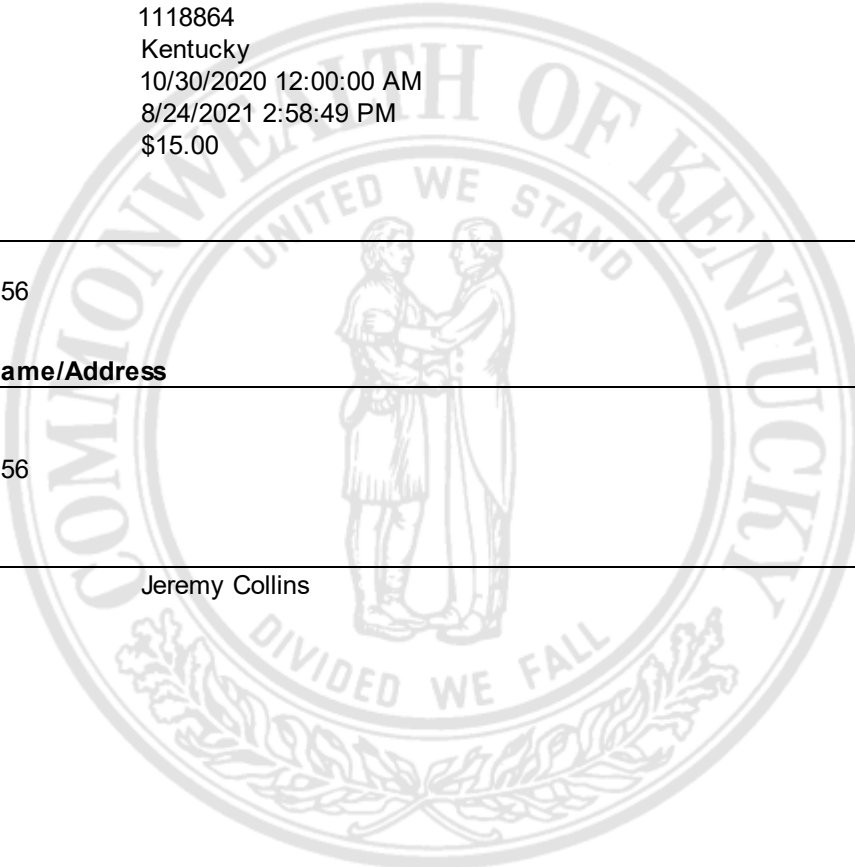 1118864
Kentucky
10/30/2020 12:00:00 AM
8/24/2021 2:58:49 PM
$15.00
COMMONWEALTH OF KENTUCKY
UNITED WE STAND
56
ame/Address
56
Jeremy Collins
DIVIDED WE FALL